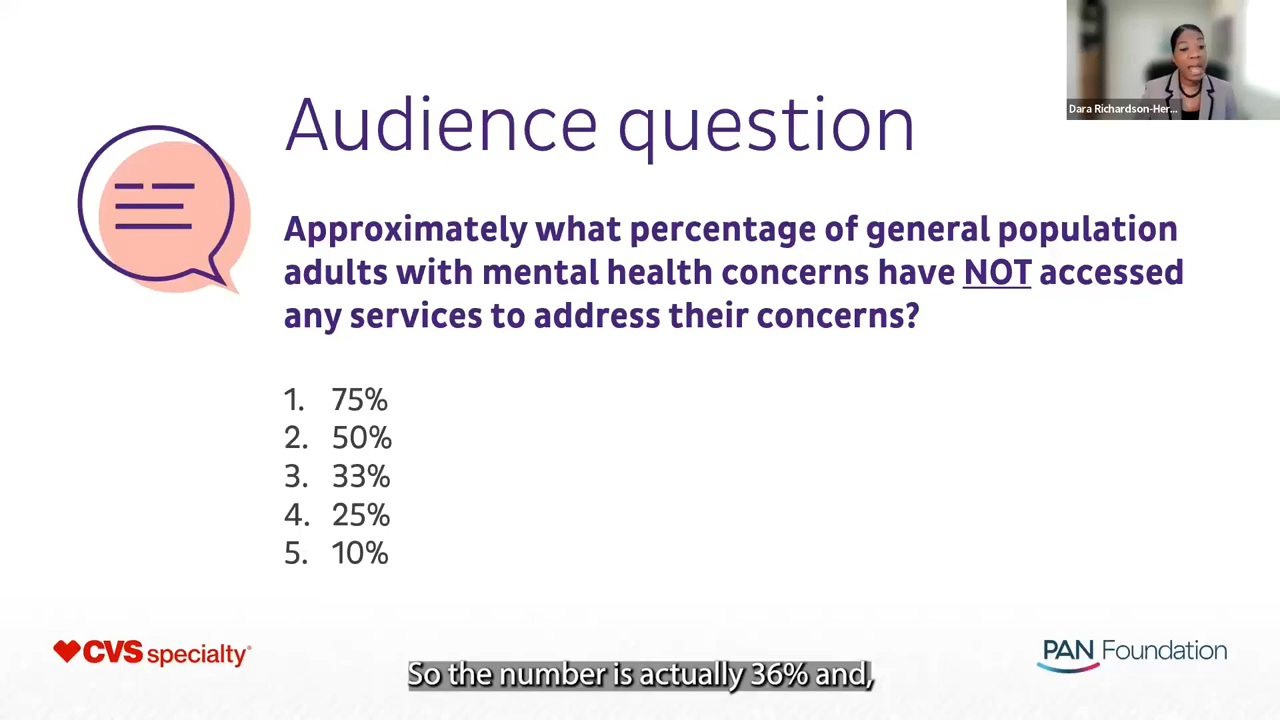 Dara Richardson-Her...
Audience question
Approximately what percentage of general population
adults with mental health concerns have NOT accessed
any services to address their concerns?
1. 75%
2. 50%
3. 33%
4. 25%
5. 10%
CVS specialty®
PAN Foundation
So the number is actually 36% and,